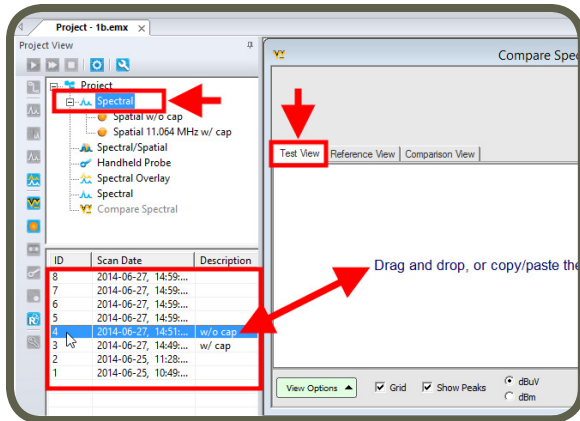 Project - 1b.emx ×
Project View
Project
Spectral
Spatial w/o cap
Spatial 11.064 MHz w/ cap
Spectral/Spatial
Handheld Probe
Spectral Overlay
Spectral
Compare Spectral
ID Scan Date Description
8 2014-06-27, 14:59:...
7 2014-06-27, 14:59:...
6 2014-06-27, 14:59:...
5 2014-06-27, 14:59:...
4 2014-06-27, 14:51:... w/o cap
3 2014-06-27, 14:49:... w/ cap
2 2014-06-25, 11:28:...
1 2014-06-25, 10:49:...
Compare Spec
Test View Reference View Comparison View
Drag and drop, or copy/paste the
View Options Grid Show Peaks dBuV
dBm